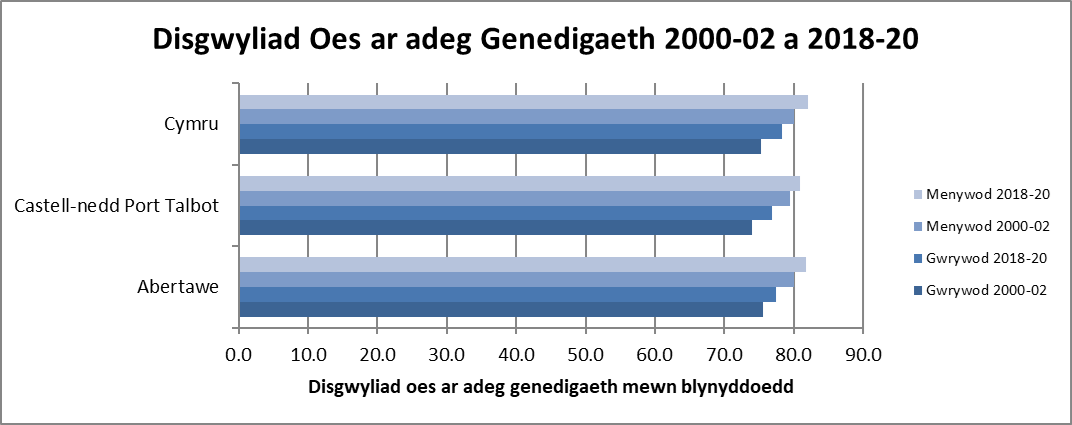 Disgwyliad Oes ar adeg Genedigaeth 2000-02 a 2018-20
Cymru
Castell-nedd Port Talbot
Abertawe
Menywod 2018-20
Menywod 2000-02
Gwrywod 2018-20
Gwrywod 2000-02
0.0 10.0 20.0 30.0 40.0 50.0 60.0 70.0 80.0 90.0
Disgwyliad oes ar adeg genedigaeth mewn blynyddoedd